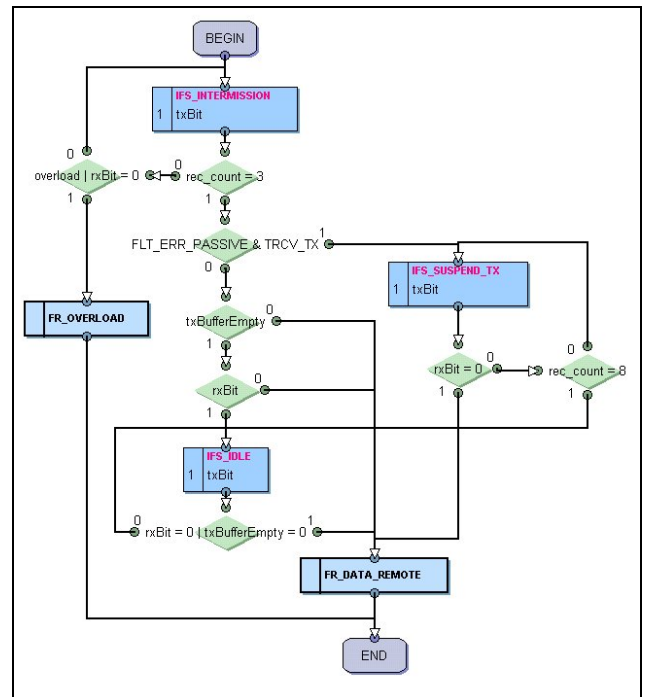 BEGIN
IFS_INTERMISSION
1 txBit
0
0
overload | rxBit = 0
rec_count = 3
1
1
FLT_ERR_PASSIVE & TRCV_TX
1
0
IFS_SUSPEND_TX
1 txBit
FR_OVERLOAD
txBufferEmpty
0
1
rxBit = 0
0
0
rec_count = 8
1
1
rxBit
0
1
IFS_IDLE
1 txBit
0
rxBit = 0 | txBufferEmpty = 0
1
FR_DATA_REMOTE
END